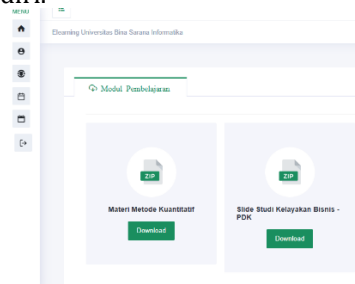 MENU
Elearning Universitas Bina Sarana Informatika
Modul Pembelajaran
ZIP
ZIP
Materi Metode Kuantitatif
Slide Studi Kelayakan Bisnis -
PDK
Download
Download